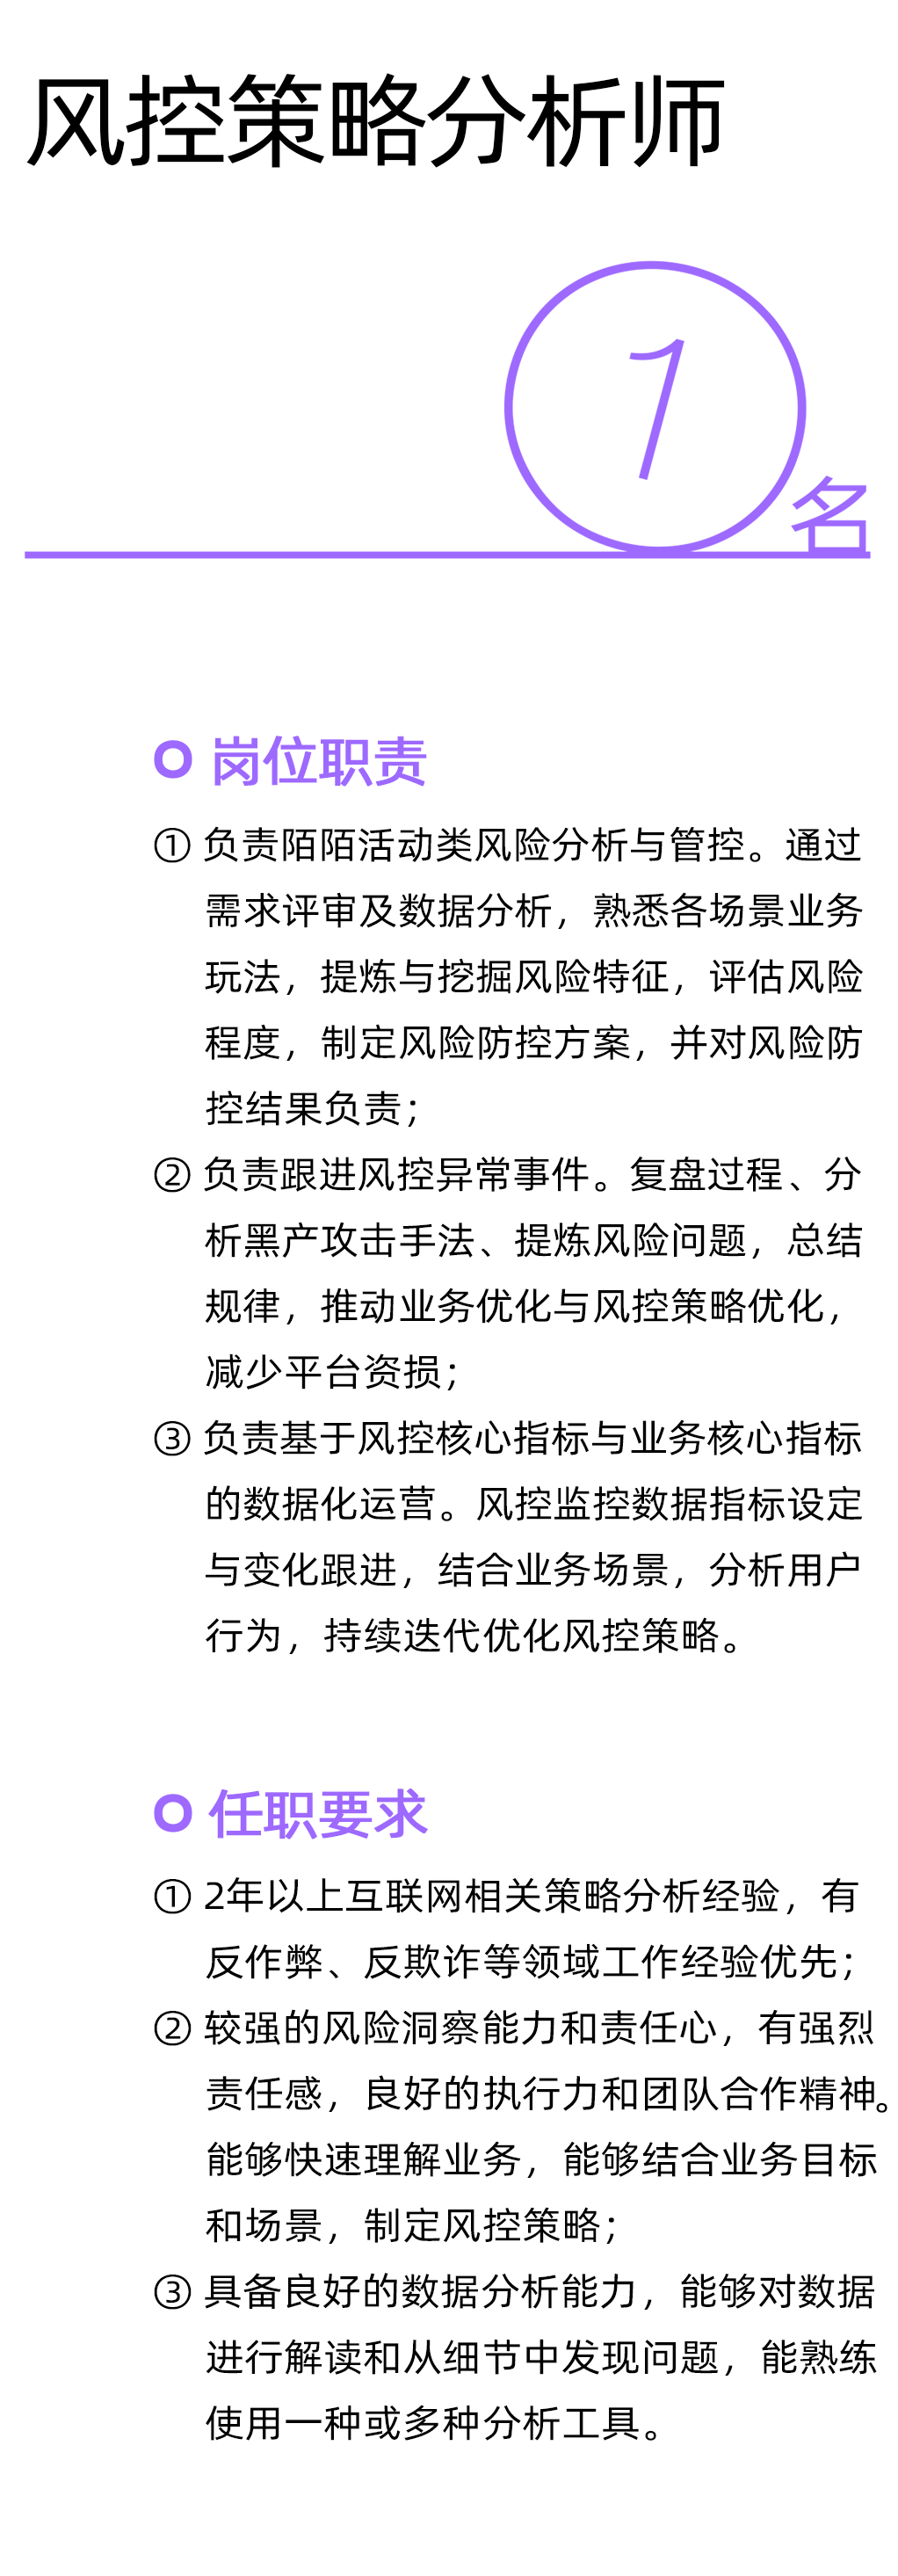 风控策略分析师
1
名
岗位职责
① 负责陌陌活动类风险分析与管控。通过
需求评审及数据分析，熟悉各场景业务
玩法，提炼与挖掘风险特征，评估风险
程度，制定风险防控方案，并对风险防
控结果负责；
② 负责跟进风控异常事件。复盘过程、分
析黑产攻击手法、提炼风险问题，总结
规律，推动业务优化与风控策略优化，
减少平台资损；
③ 负责基于风控核心指标与业务核心指标
的数据化运营。风控监控数据指标设定
与变化跟进，结合业务场景，分析用户
行为，持续迭代优化风控策略。
任职要求
① 2年以上互联网相关策略分析经验，有
反作弊、反欺诈等领域工作经验优先；
② 较强的风险洞察能力和责任心，有强烈
责任感，良好的执行力和团队合作精神。
能够快速理解业务，能够结合业务目标
和场景，制定风控策略；
③ 具备良好的数据分析能力，能够对数据
进行解读和从细节中发现问题，能熟练
使用一种或多种分析工具。